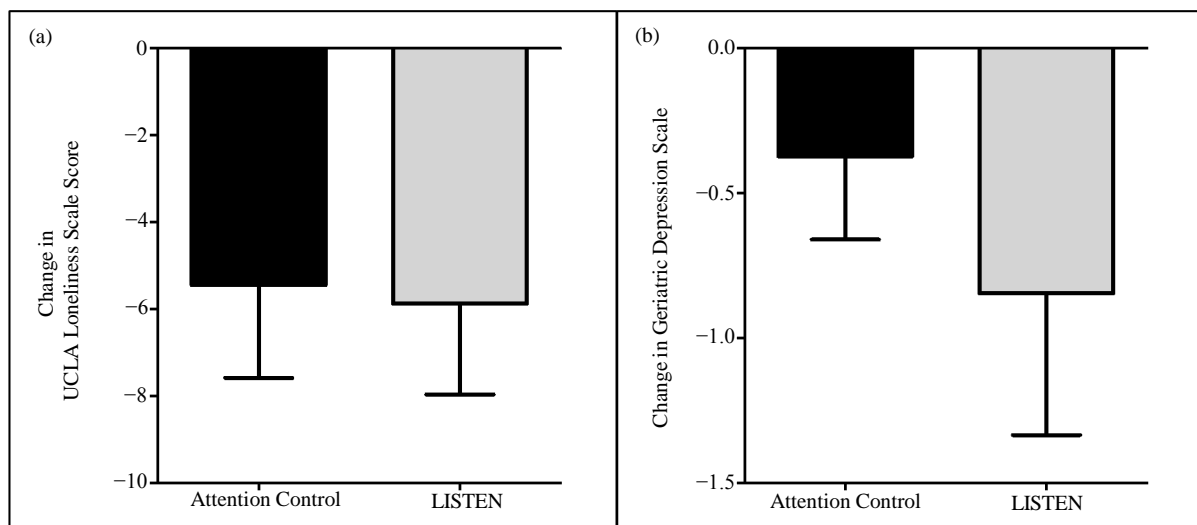 (a)
Change in
UCLA Loneliness Scale Score
0
−2
−4
−6
−8
−10
Attention Control
LISTEN
(b)
Change in Geriatric Depression Scale
0.0
−0.5
−1.0
−1.5
Attention Control
LISTEN